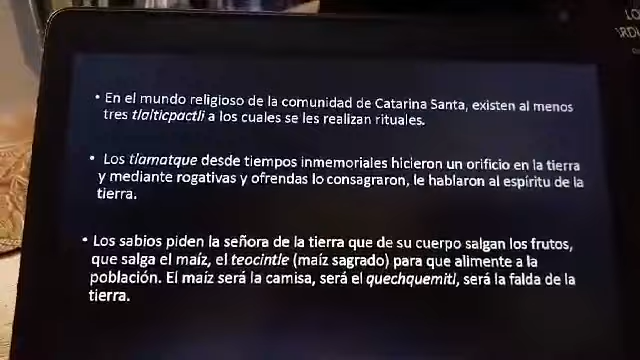 • En el mundo religioso de la comunidad de Catarina Santa, existen al menos
tres tlalticpactli a los cuales se les realizan rituales.
• Los tlamatque desde tiempos inmemoriales hicieron un orificio en la tierra
y mediante rogativas y ofrendas lo consagraron, le hablaron al espíritu de la
tierra.
• Los sabios piden la señora de la tierra que de su cuerpo salgan los frutos,
que salga el maíz, el teocintle (maíz sagrado) para que alimente a la
población. El maíz será la camisa, será el quechquemitl, será la falda de la
tierra.